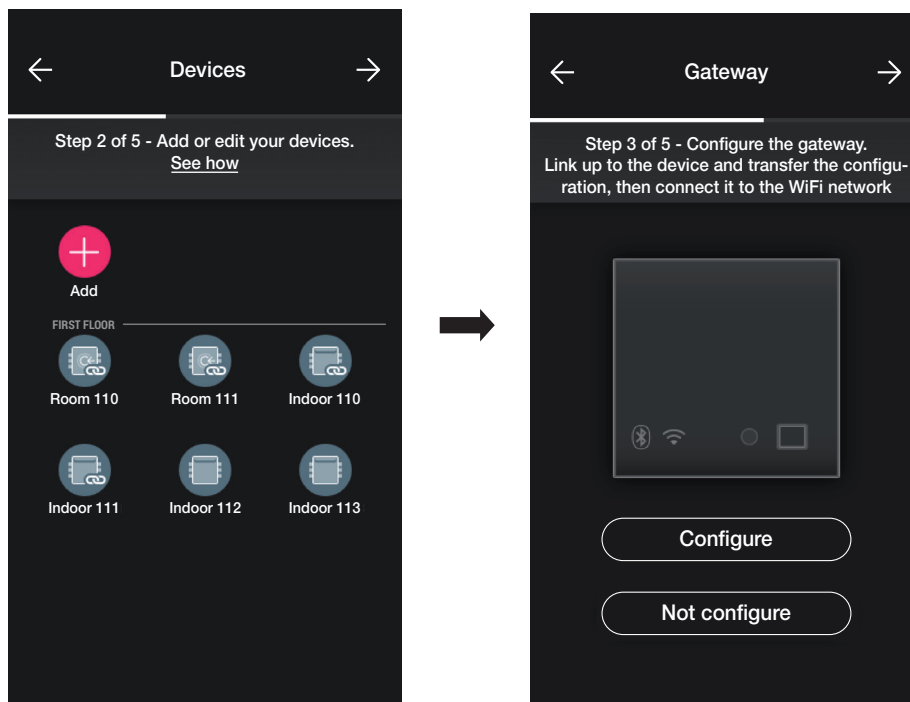 Devices
Step 2 of 5 - Add or edit your devices.
See how
Add
FIRST FLOOR
Room 110
Room 111
Indoor 110
Indoor 111
Indoor 112
Indoor 113
Gateway
Step 3 of 5 - Configure the gateway.
Link up to the device and transfer the configu-
ration, then connect it to the WiFi network
Configure
Not configure